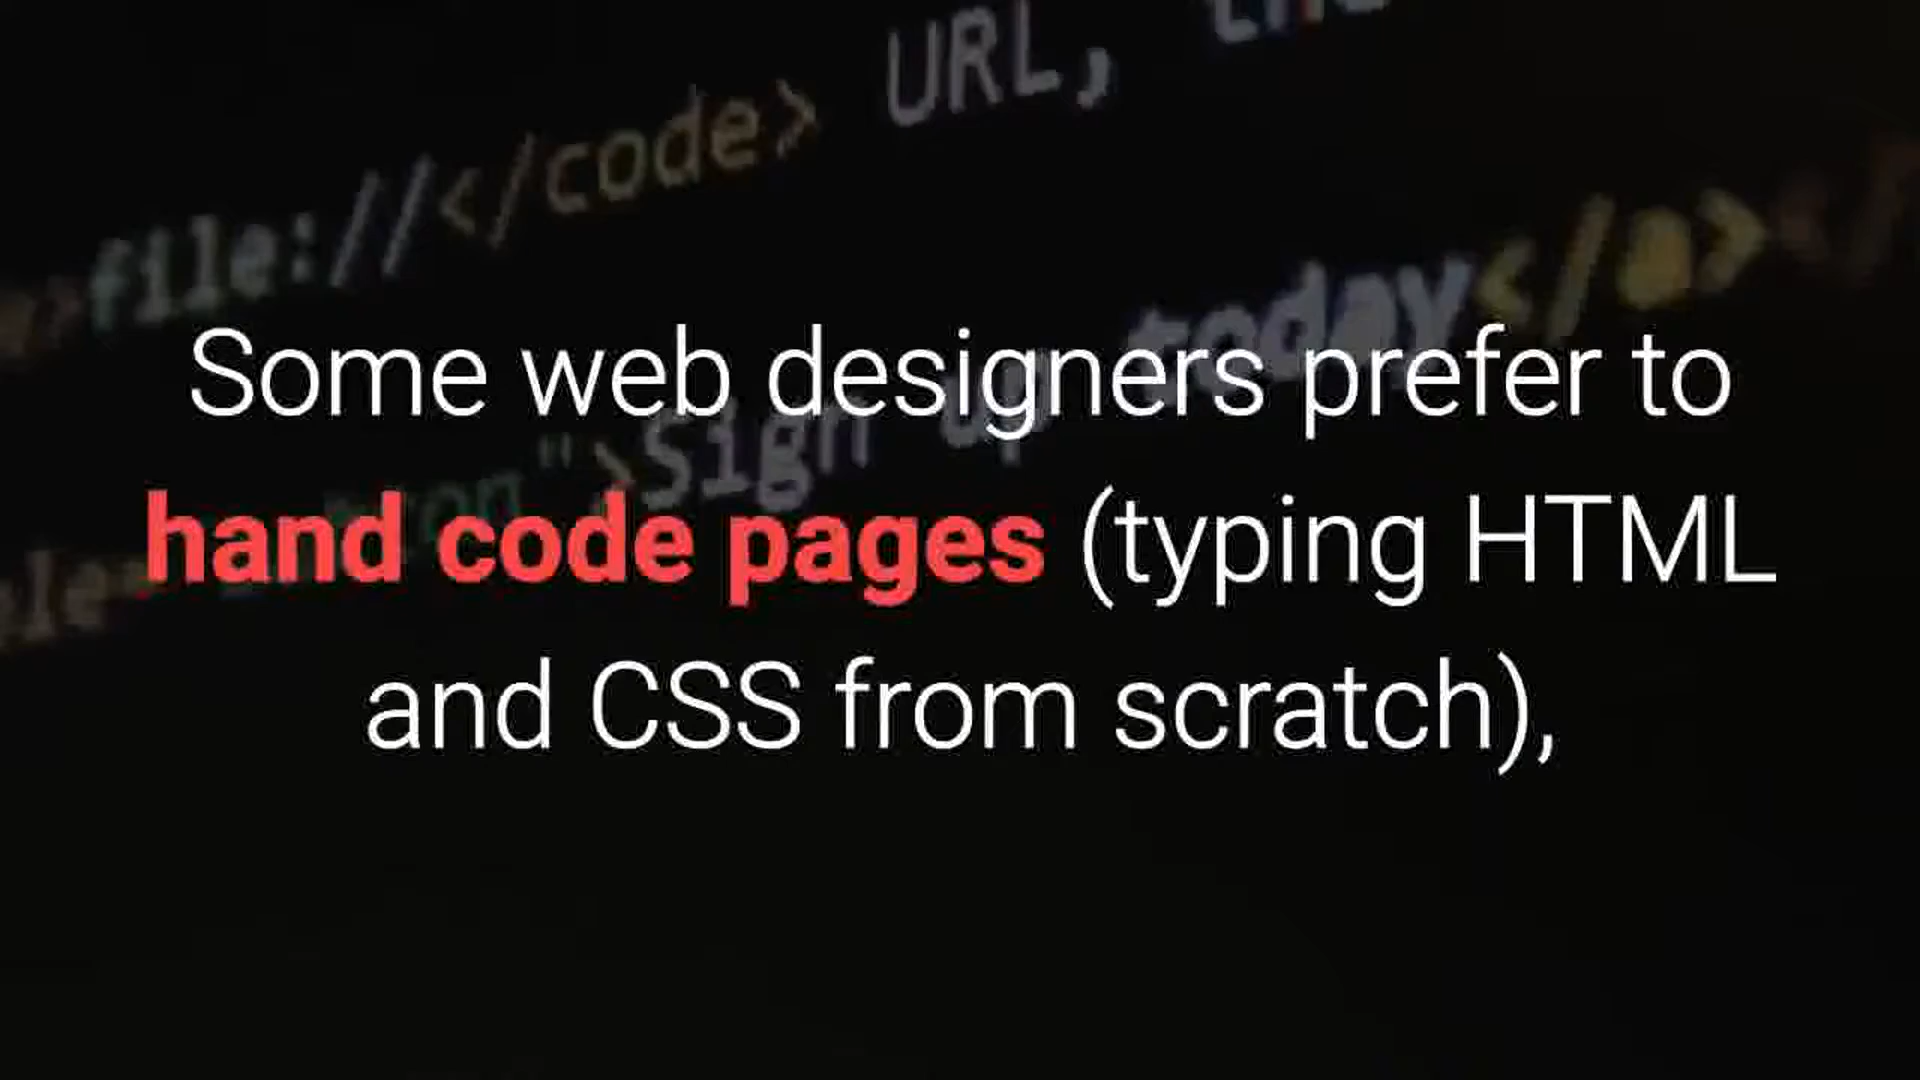 URL,
file://</code>
today</a>
Sign up
">
Some web designers prefer to
hand code pages (typing HTML
and CSS from scratch),